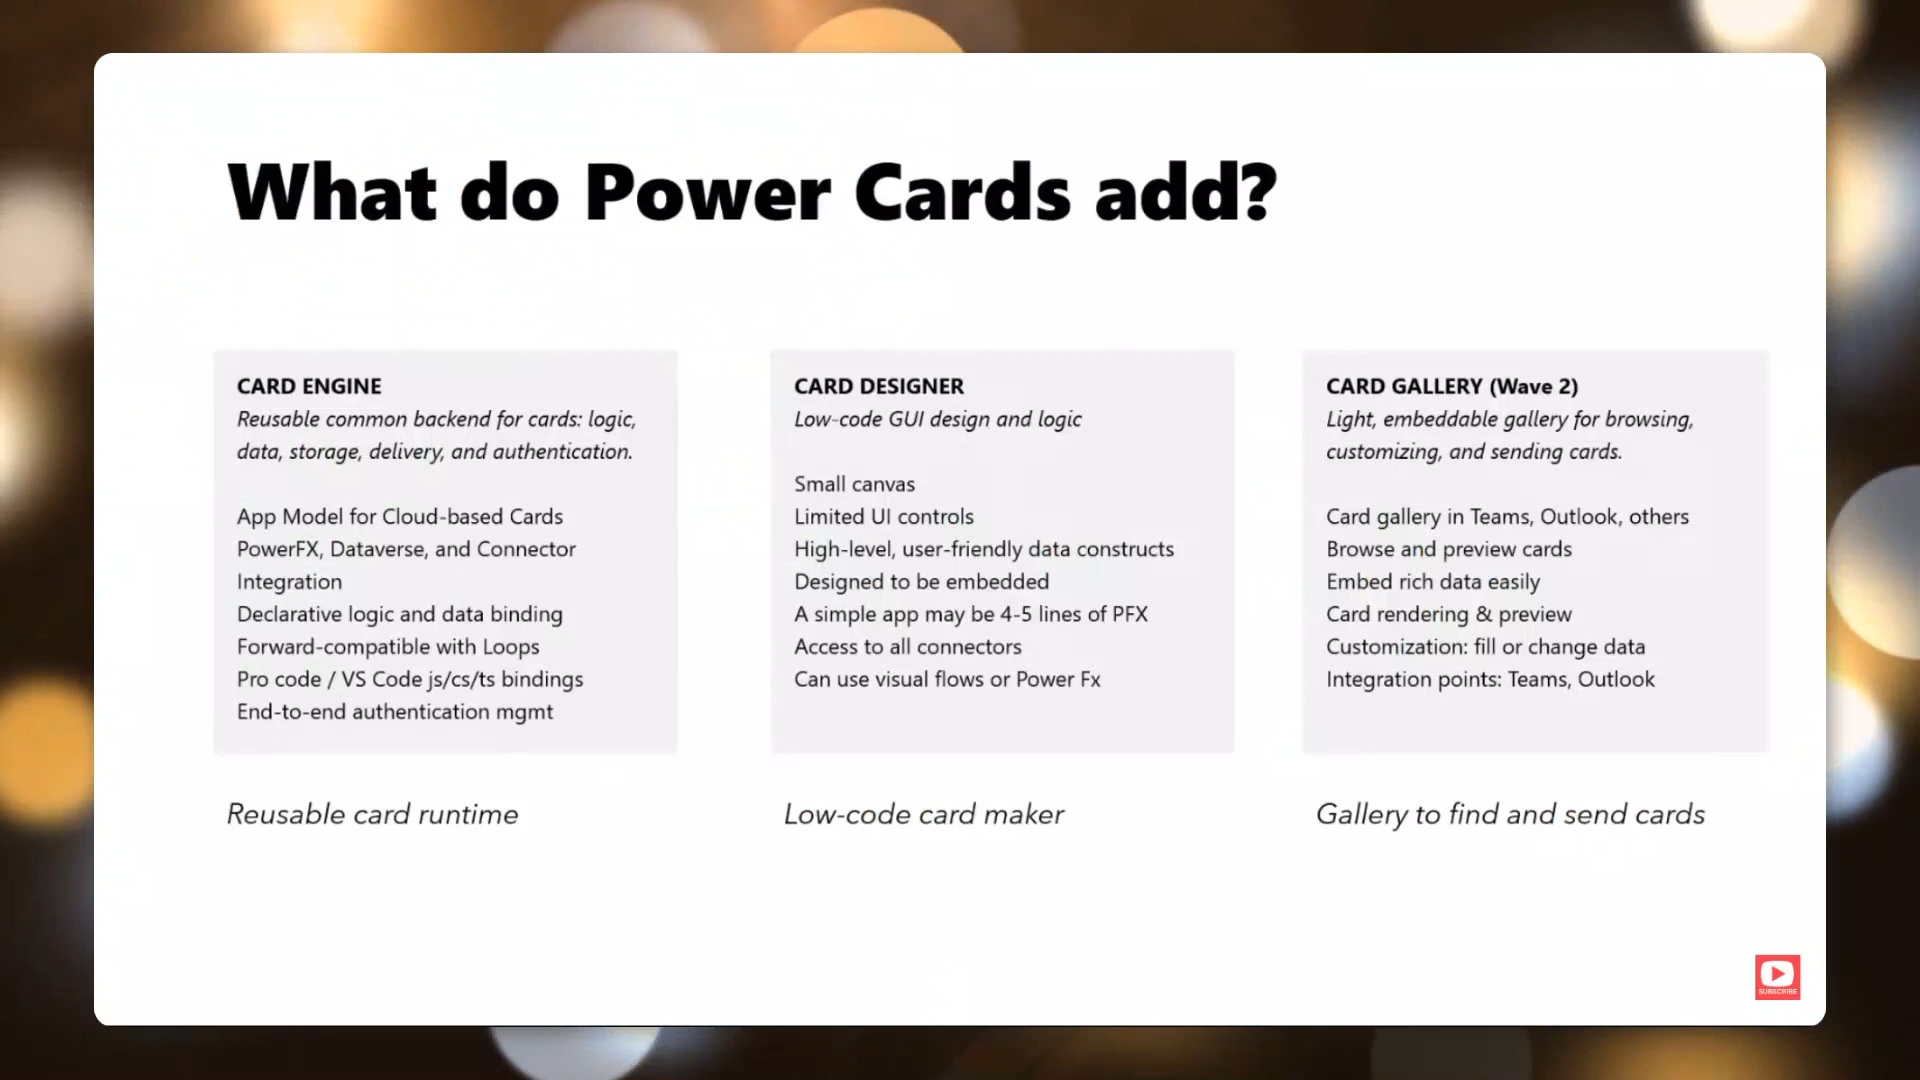 What do Power Cards add?
CARD ENGINE
Reusable common backend for cards: logic,
data, storage, delivery, and authentication.
App Model for Cloud-based Cards
PowerFX, Dataverse, and Connector
Integration
Declarative logic and data binding
Forward-compatible with Loops
Pro code / VS Code js/cs/ts bindings
End-to-end authentication mgmt
Reusable card runtime
CARD DESIGNER
Low-code GUI design and logic
Small canvas
Limited UI controls
High-level, user-friendly data constructs
Designed to be embedded
A simple app may be 4-5 lines of PFX
Access to all connectors
Can use visual flows or Power Fx
Low-code card maker
CARD GALLERY (Wave 2)
Light, embeddable gallery for browsing,
customizing, and sending cards.
Card gallery in Teams, Outlook, others
Browse and preview cards
Embed rich data easily
Card rendering & preview
Customization: fill or change data
Integration points: Teams, Outlook
Gallery to find and send cards
SUBSCRIBE